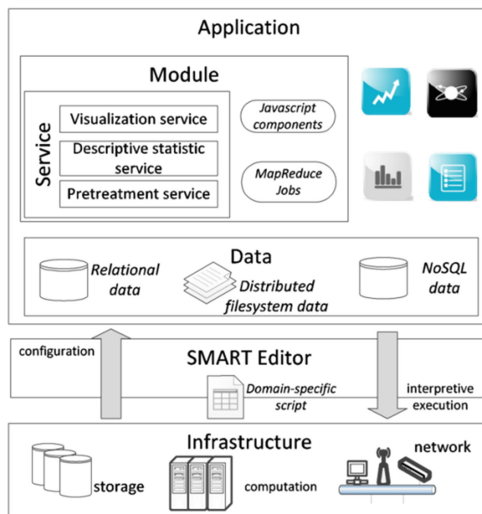 Application
Module
Service
Visualization service
Descriptive statistic
service
Pretreatment service
Javascript
components
MapReduce
Jobs
Data
Relational
data
Distributed
filesystem data
NoSQL
data
configuration
SMART Editor
Domain-specific
script
interpretive
execution
Infrastructure
storage
computation
network